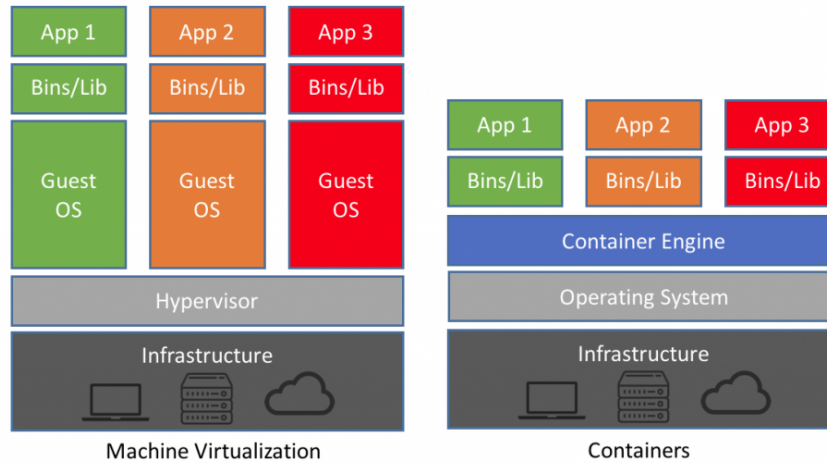 App 1
App 2
App 3
Bins/Lib
Bins/Lib
Bins/Lib
Guest
OS
Guest
OS
Guest
OS
Hypervisor
Infrastructure
Machine Virtualization
App 1
App 2
App 3
Bins/Lib
Bins/Lib
Bins/Lib
Container Engine
Operating System
Infrastructure
Containers